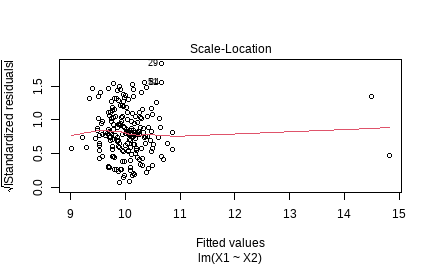 Scale-Location
√|Standardized residuals|
0.0 0.5 1.0 1.5
29
9 10 11 12 13 14 15
Fitted values
lm(X1 ~ X2)